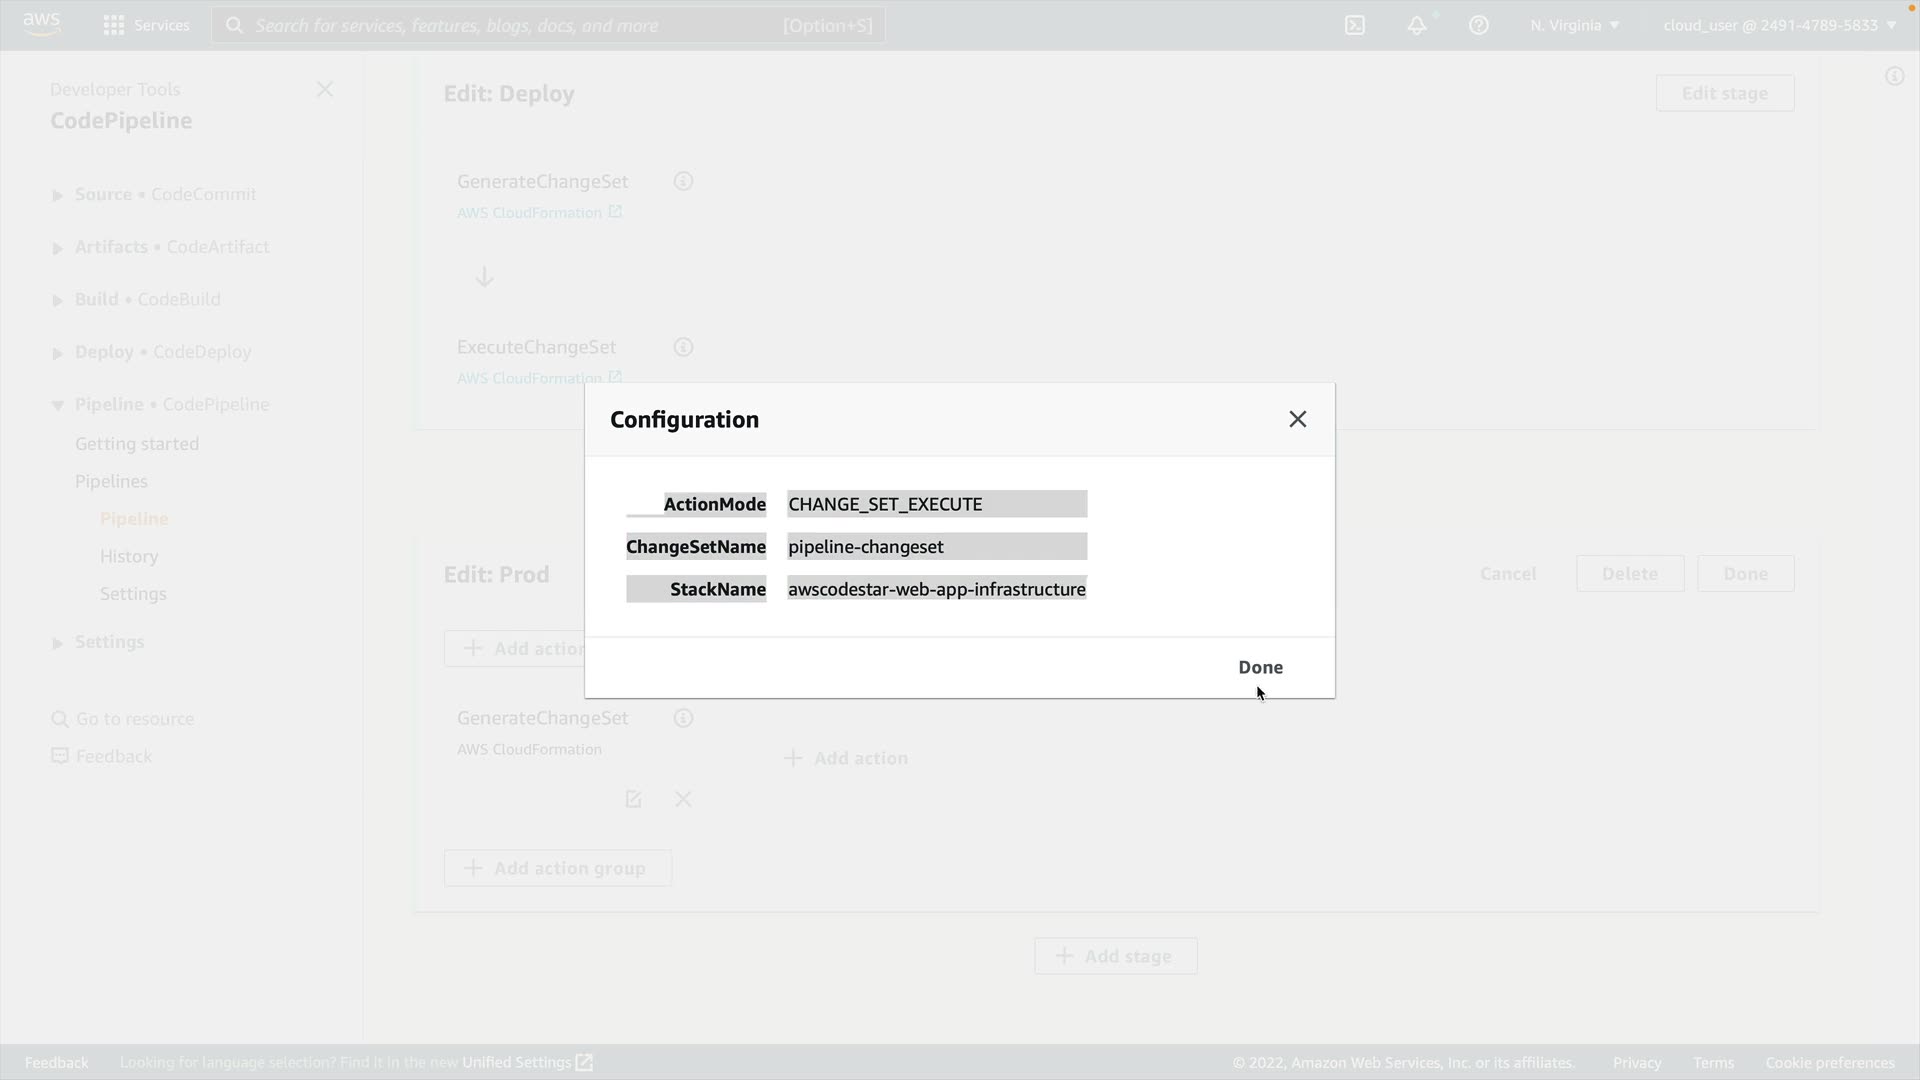 aws
Services
Search for services, features, blogs, docs, and more
[Option+S]
N. Virginia
cloud_user @ 2491-4789-5833
Developer Tools
CodePipeline
Source • CodeCommit
Artifacts • CodeArtifact
Build • CodeBuild
Deploy • CodeDeploy
Pipeline • CodePipeline
Getting started
Pipelines
Pipeline
History
Settings
Settings
Go to resource
Feedback
Edit: Deploy
Edit stage
GenerateChangeSet
AWS CloudFormation
ExecuteChangeSet
AWS CloudFormation
Configuration
ActionMode CHANGE_SET_EXECUTE
ChangeSetName pipeline-changeset
StackName awscodestar-web-app-infrastructure
Done
Edit: Prod
Cancel
Delete
Done
+ Add action
GenerateChangeSet
AWS CloudFormation
+ Add action
+ Add action group
+ Add stage
Feedback
Looking for language selection? Find it in the new Unified Settings
© 2022, Amazon Web Services, Inc. or its affiliates.
Privacy
Terms
Cookie preferences